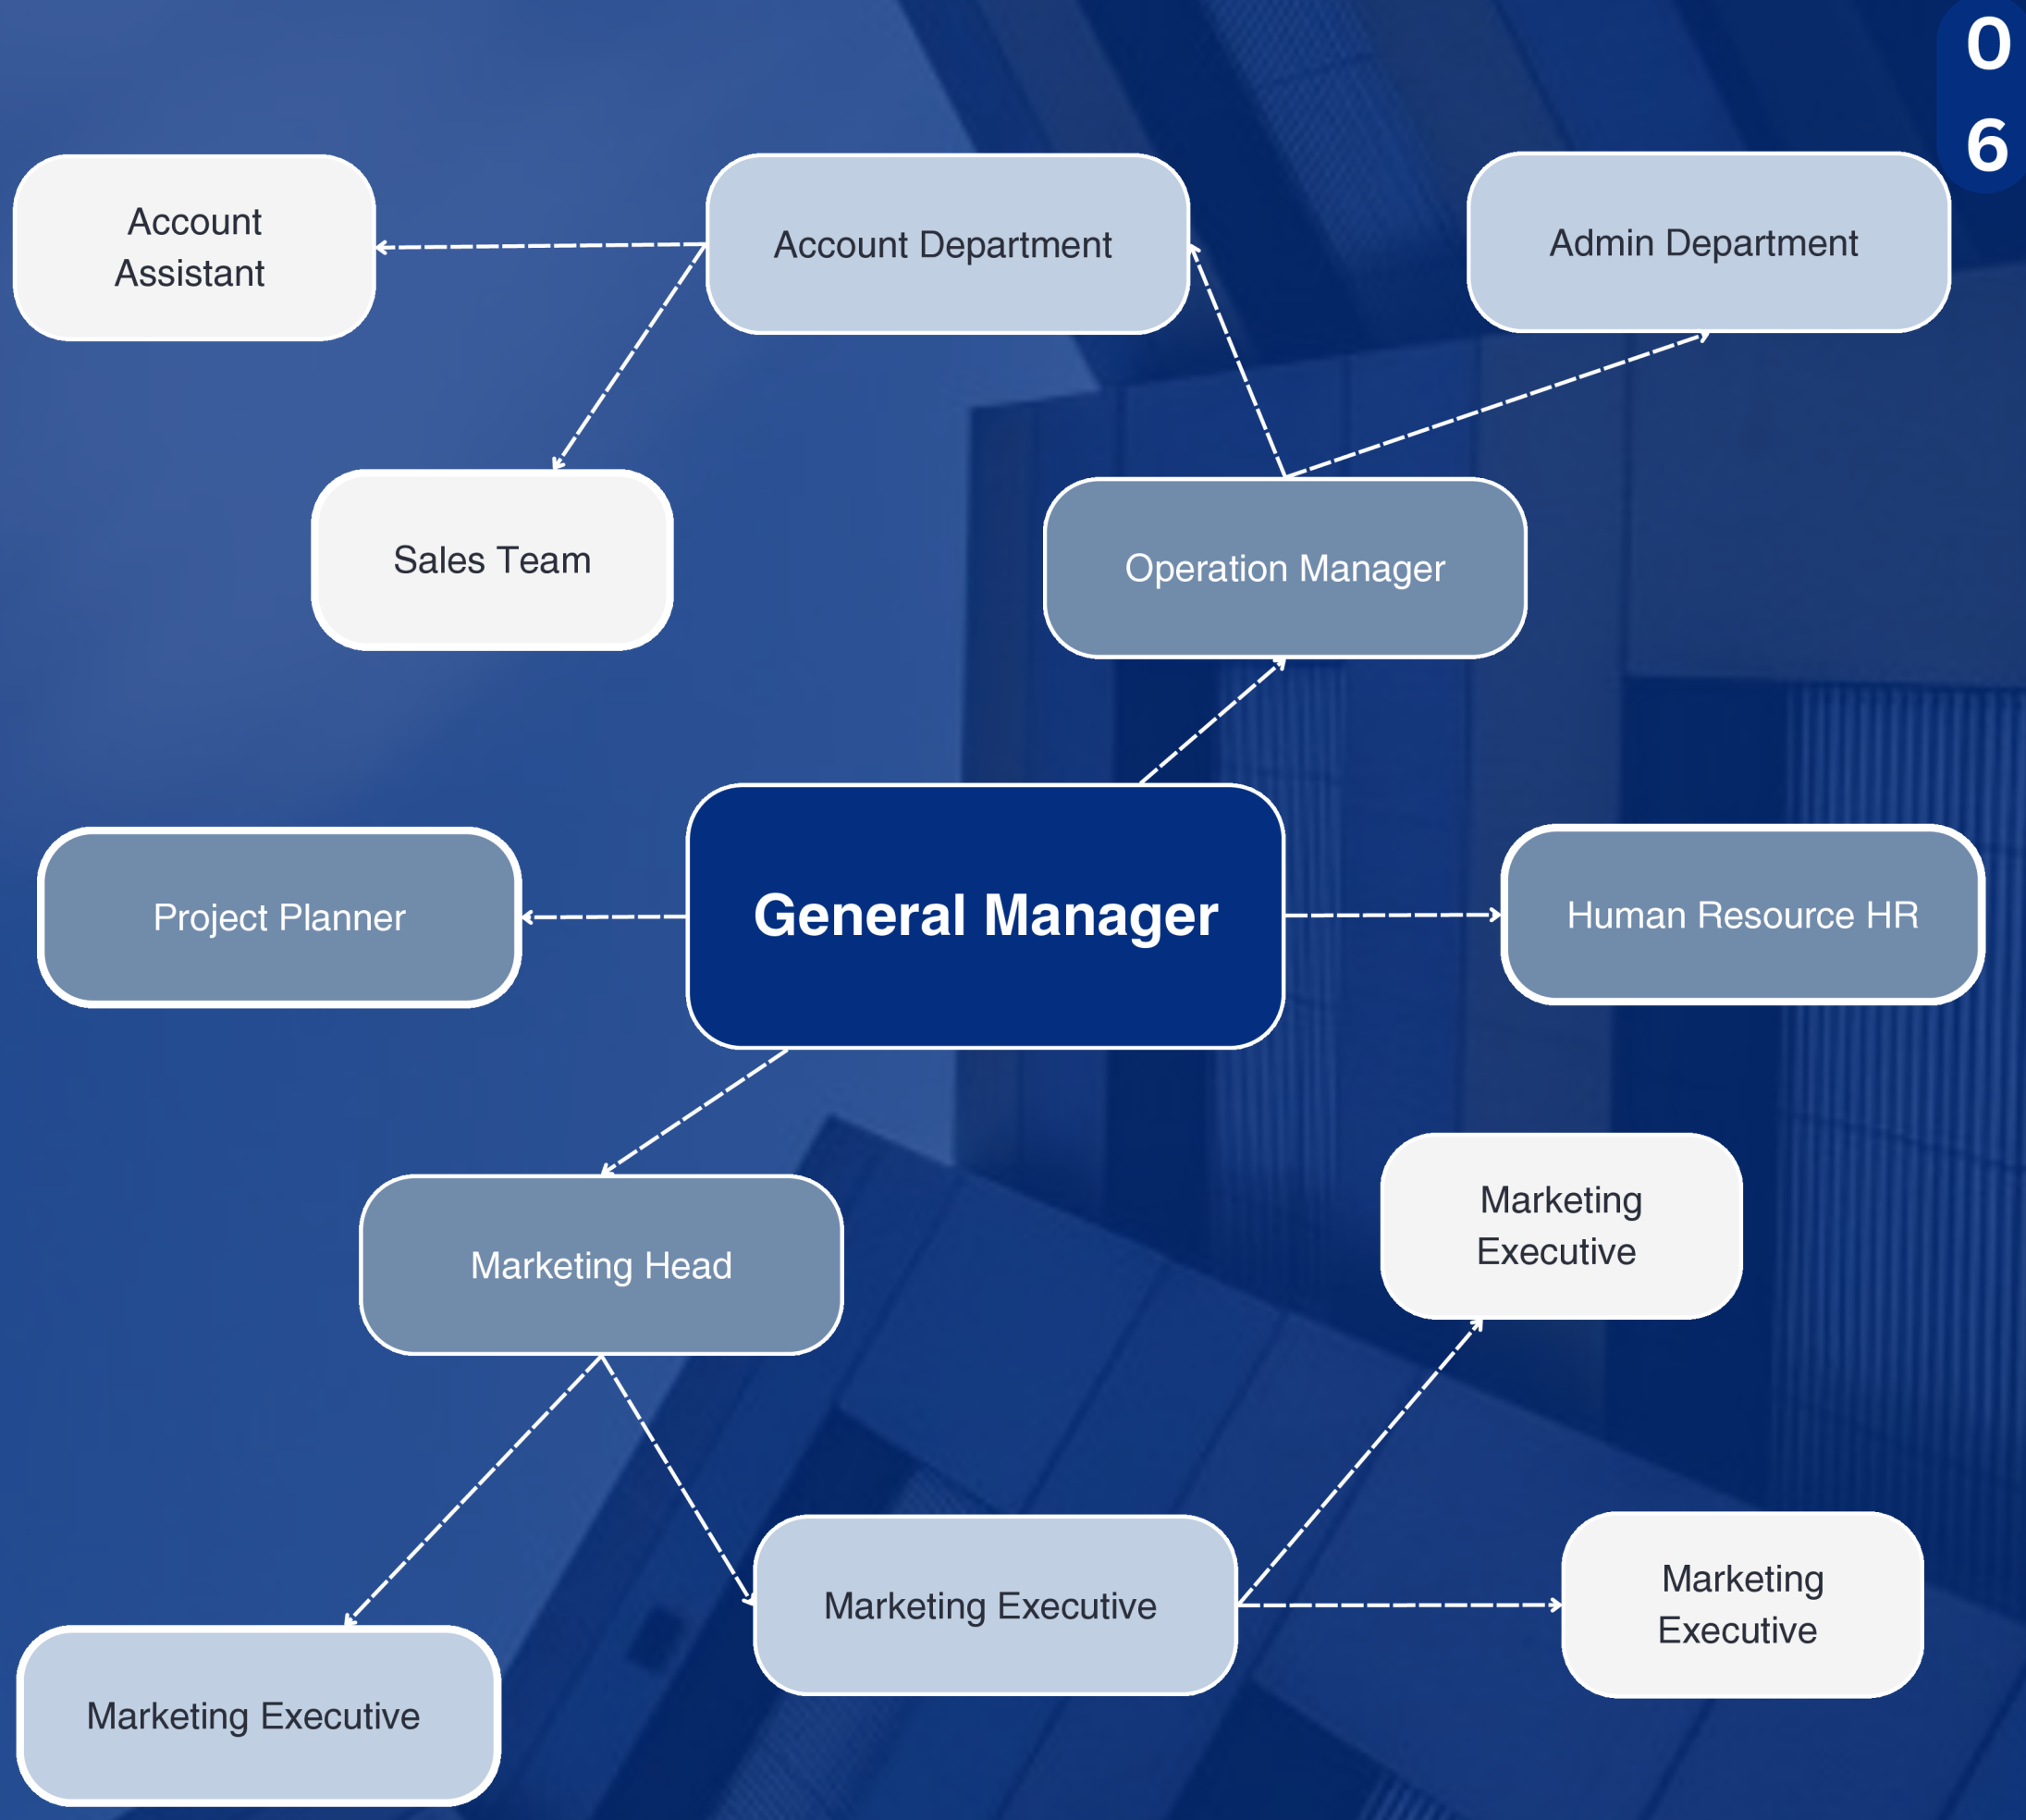 0
6
Account
Assistant
Account Department
Admin Department
Sales Team
Operation Manager
Project Planner
General Manager
Human Resource HR
Marketing Head
Marketing
Executive
Marketing Executive
Marketing
Executive
Marketing Executive